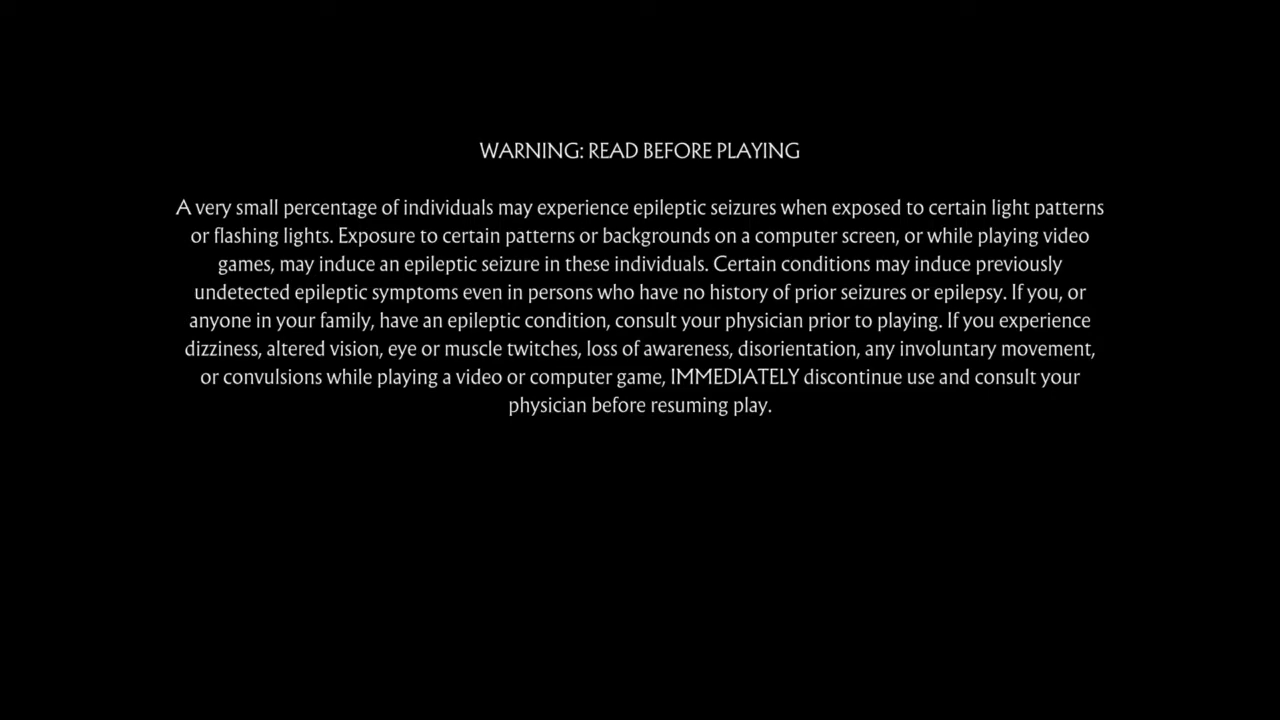 WARNING: READ BEFORE PLAYING
A very small percentage of individuals may experience epileptic seizures when exposed to certain light patterns
or flashing lights. Exposure to certain patterns or backgrounds on a computer screen, or while playing video
games, may induce an epileptic seizure in these individuals. Certain conditions may induce previously
undetected epileptic symptoms even in persons who have no history of prior seizures or epilepsy. If you, or
anyone in your family, have an epileptic condition, consult your physician prior to playing. If you experience
dizziness, altered vision, eye or muscle twitches, loss of awareness, disorientation, any involuntary movement,
or convulsions while playing a video or computer game, IMMEDIATELY discontinue use and consult your
physician before resuming play.